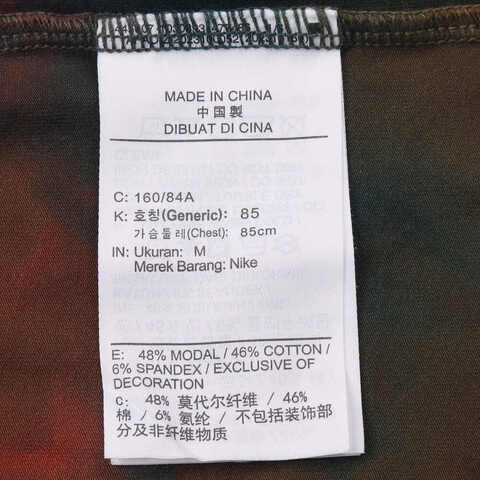 MADE IN CHINA
中国製
DIBUAT DI CINA
C: 160/84A
K: 호칭(Generic): 85
가슴둘레(Chest): 85cm
IN: Ukuran: M
Merek Barang: Nike
E: 48% MODAL / 46% COTTON /
6% SPANDEX / EXCLUSIVE OF
DECORATION
C: 48% 莫代尔纤维 / 46%
棉 / 6% 氨纶 / 不包括装饰部
分及非纤维物质